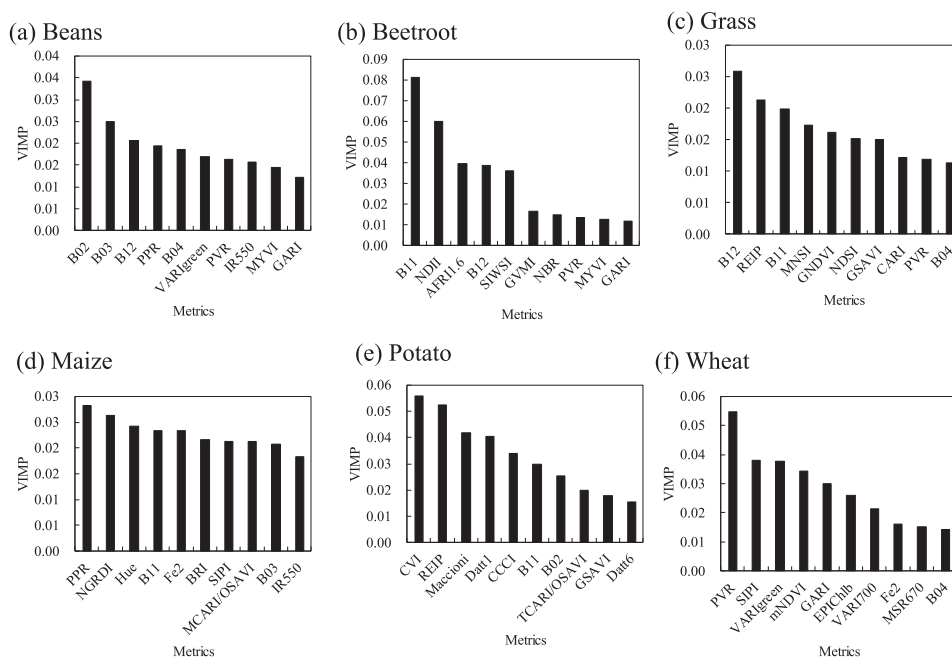 (a) Beans
0.04
0.04
0.03
0.03
0.02
0.02
0.01
0.01
0.00
VIMP
B02
B03
B12
PPR
B04
VARIgreen
PVR
IR550
MYVI
GARI
Metrics
(b) Beetroot
0.09
0.08
0.07
0.06
0.05
0.04
0.03
0.02
0.01
0.00
VIMP
B11
NDII
AFRI1.6
B12
SIWSI
GVMI
NBR
PVR
MYVI
GARI
Metrics
(c) Grass
0.03
0.03
0.02
0.02
0.01
0.01
0.00
VIMP
B12
REIP
B11
MNSI
GNDVI
NDSI
GSAVI
CARI
PVR
B04
Metrics
(d) Maize
0.03
0.03
0.02
0.02
0.01
0.01
0.00
VIMP
PPR
NGRDI
Hue
B11
Fe2
BRI
SIPI
MCARI/OSAVI
B03
IR550
Metrics
(e) Potato
0.06
0.05
0.04
0.03
0.02
0.01
0.00
VIMP
CVI
REIP
Maccioni
Datt1
CCCI
B11
B02
TCARI/OSAVI
GSAVI
Datt6
Metrics
(f) Wheat
0.06
0.05
0.04
0.03
0.02
0.01
0.00
VIMP
PVR
SIPI
VARIgreen
mNDVI
GARI
EPIChlb
VARI700
Fe2
MSR670
B04
Metrics